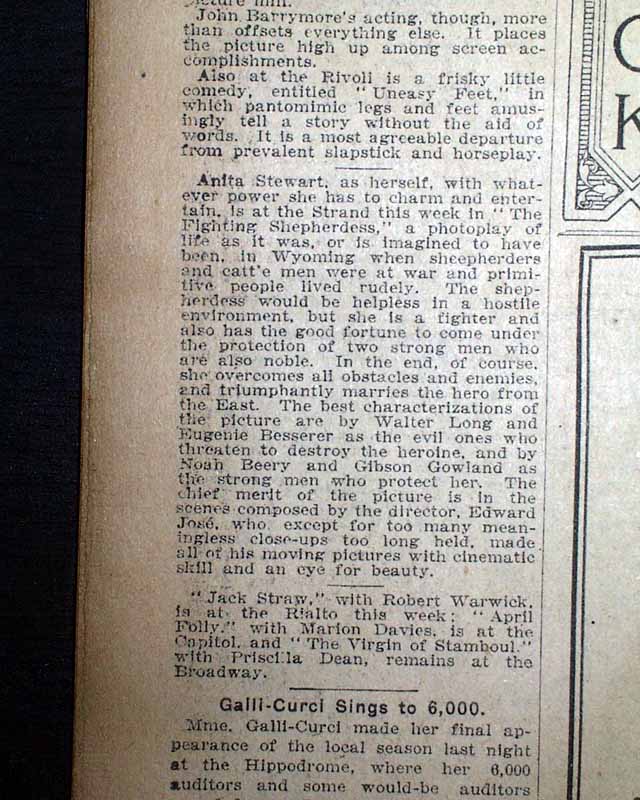 picture him.
John Barrymore's acting, though, more
than offsets everything else. It places
the picture high up among screen ac-
complishments.
Also at the Rivoli is a frisky little
comedy, entitled "Uneasy Feet," in
which pantomimic legs and feet amus-
ingly tell a story without the aid of
words. It is a most agreeable departure
from prevalent slapstick and horseplay.
Anita Stewart, as herself, with what-
ever power she has to charm and enter-
tain, is at the Strand this week in "The
Fighting Shepherdess," a photoplay of
life as it was, or is imagined to have
been, in Wyoming when sheepherders
and catt'e men were at war and primi-
tive people lived rudely. The shep-
herdess would be helpless in a hostile
environment, but she is a fighter and
also has the good fortune to come under
the protection of two strong men who
are also noble. In the end, of course,
she overcomes all obstacles and enemies,
and triumphantly marries the hero from
the East. The best characterizations of
the picture are by Walter Long and
Eugenie Besserer as the evil ones who
threaten to destroy the heroine, and by
Noah Beery and Gibson Gowland as
the strong men who protect her. The
chief merit of the picture is in the
scenes composed by the director, Edward
José, who, except for too many mean-
ingless close-ups too long held, made
all of his moving pictures with cinematic
skill and an eye for beauty.
"Jack Straw," with Robert Warwick,
is at the Rialto this week; "April
Folly," with Marion Davies, is at the
Capitol, and "The Virgin of Stamboul,"
with Priscilla Dean, remains at the
Broadway.
Galli-Curci Sings to 6,000.
Mme. Galli-Curci made her final ap-
pearance of the local season last night
at the Hippodrome, where her 6,000
auditors and some would-be auditors